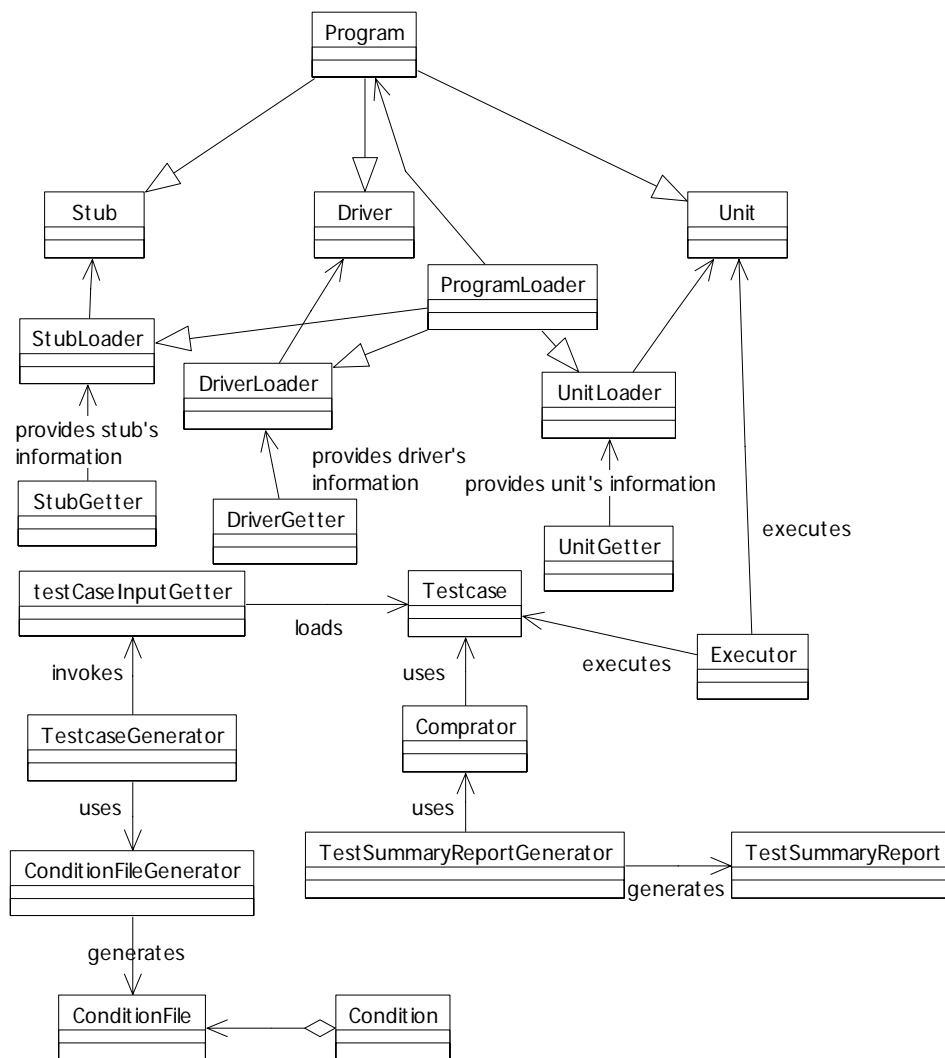 Program
Stub
Driver
Unit
ProgramLoader
StubLoader
DriverLoader
UnitLoader
provides stub's
information
provides driver's
information
provides unit's information
StubGetter
DriverGetter
UnitGetter
executes
testCaseInputGetter
loads
Testcase
executes
Executor
invokes
uses
TestcaseGenerator
Comprator
uses
uses
ConditionFileGenerator
TestSummaryReportGenerator
generates
TestSummaryReport
generates
ConditionFile
Condition